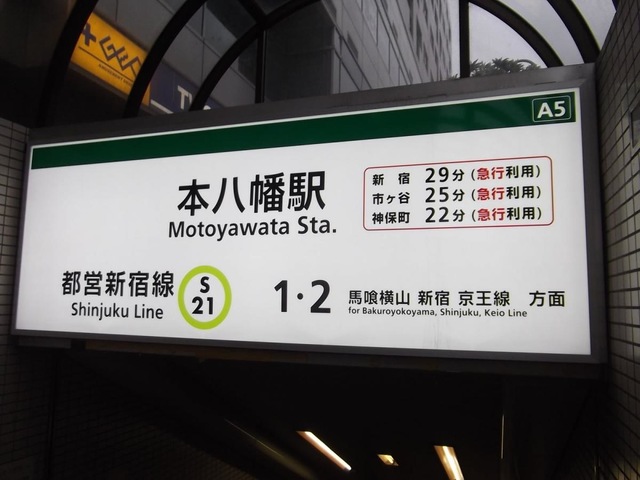 GEO
A5
本八幡駅
Motoyawata Sta.
新宿 29分(急行利用)
市ヶ谷 25分(急行利用)
神保町 22分(急行利用)
都営新宿線
Shinjuku Line
S
21
1・2
馬喰横山 新宿 京王線 方面
for Bakuroyokoyama, Shinjuku, Keio Line